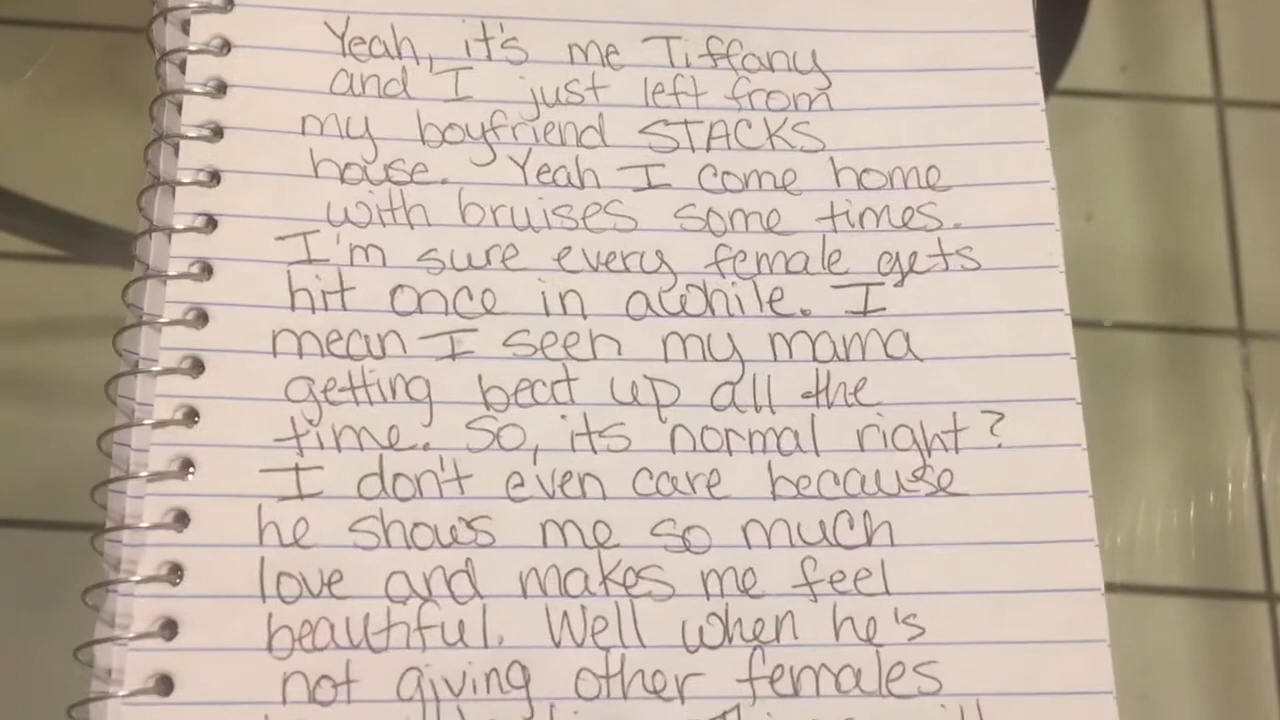 Yeah, it's me Tiffany
and I just left from
my boyfriend STACKS
house. Yeah I come home
with bruises some times.
I'm sure every female gets
hit once in awhile. I
mean I seen my mama
getting beat up all the
time. So, its normal right?
I don't even care because
he shows me so much
love and makes me feel
beautiful. Well when he's
not giving other females